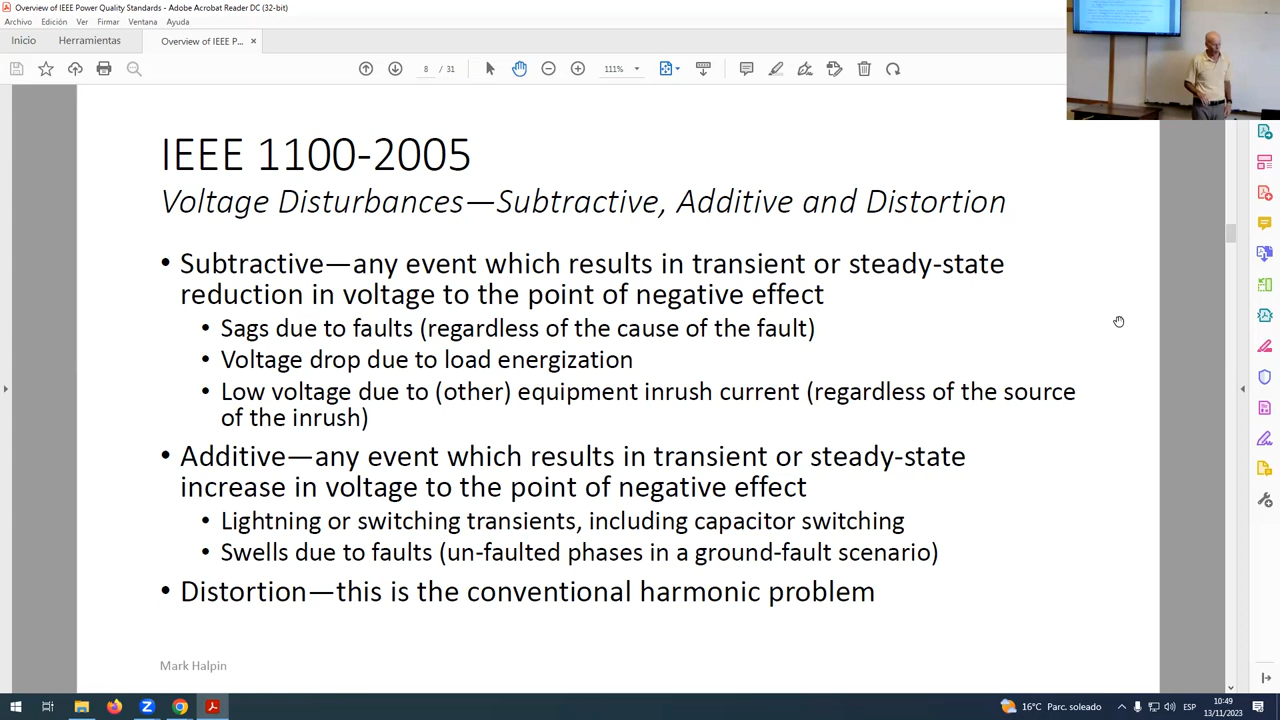 Overview of IEEE Power Quality Standards - Adobe Acrobat Reader DC (32-bit)
Archivo Edición Ver Firmar Ventana Ayuda
Inicio Herramientas Overview of IEEE P... ×
8 / 31 111%
IEEE 1100-2005
Voltage Disturbances—Subtractive, Additive and Distortion
• Subtractive—any event which results in transient or steady-state
reduction in voltage to the point of negative effect
• Sags due to faults (regardless of the cause of the fault)
• Voltage drop due to load energization
• Low voltage due to (other) equipment inrush current (regardless of the source
of the inrush)
• Additive—any event which results in transient or steady-state
increase in voltage to the point of negative effect
• Lightning or switching transients, including capacitor switching
• Swells due to faults (un-faulted phases in a ground-fault scenario)
• Distortion—this is the conventional harmonic problem
Mark Halpin
16°C Parc. soleado ESP 10:49
13/11/2023